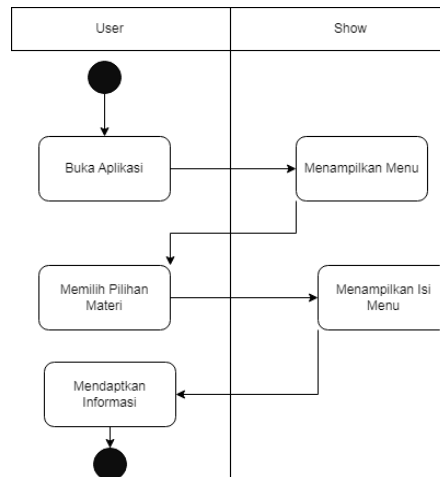 User
Show
Buka Aplikasi
Menampilkan Menu
Memilih Pilihan
Materi
Menampilkan Isi
Menu
Mendaptkan
Informasi